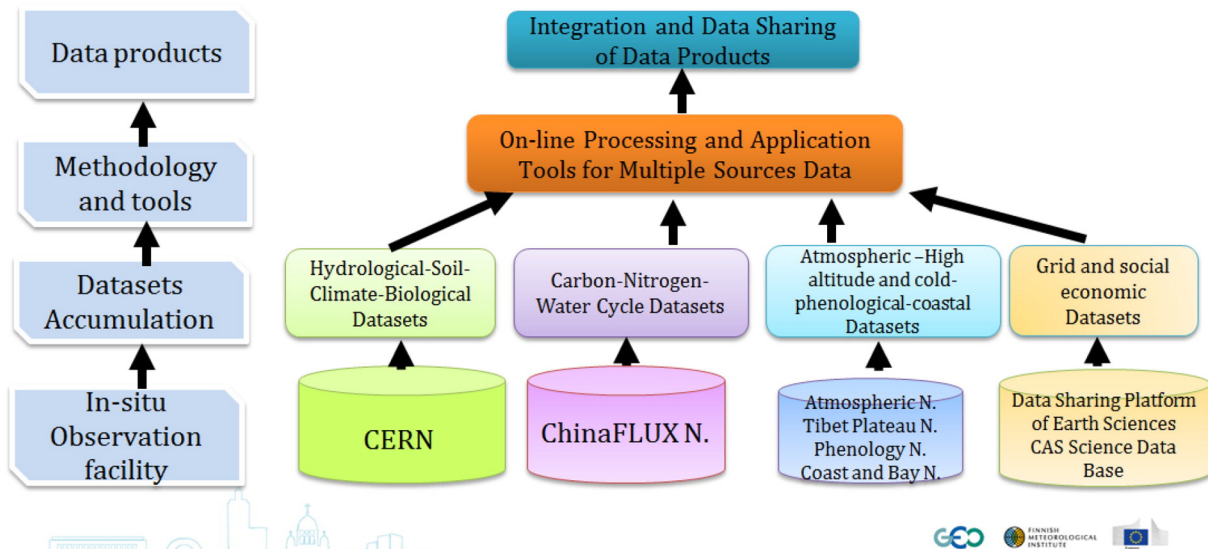 Data products
Methodology
and tools
Datasets
Accumulation
In-situ
Observation
facility
Integration and Data Sharing
of Data Products
On-line Processing and Application
Tools for Multiple Sources Data
Hydrological-Soil-
Climate-Biological
Datasets
Carbon-Nitrogen-
Water Cycle Datasets
Atmospheric –High
altitude and cold-
phenological-coastal
Datasets
Grid and social
economic
Datasets
CERN
ChinaFLUX N.
Atmospheric N.
Tibet Plateau N.
Phenology N.
Coast and Bay N.
Data Sharing Platform
of Earth Sciences
CAS Science Data
Base
GEO
FINNISH
METEOROLOGICAL
INSTITUTE